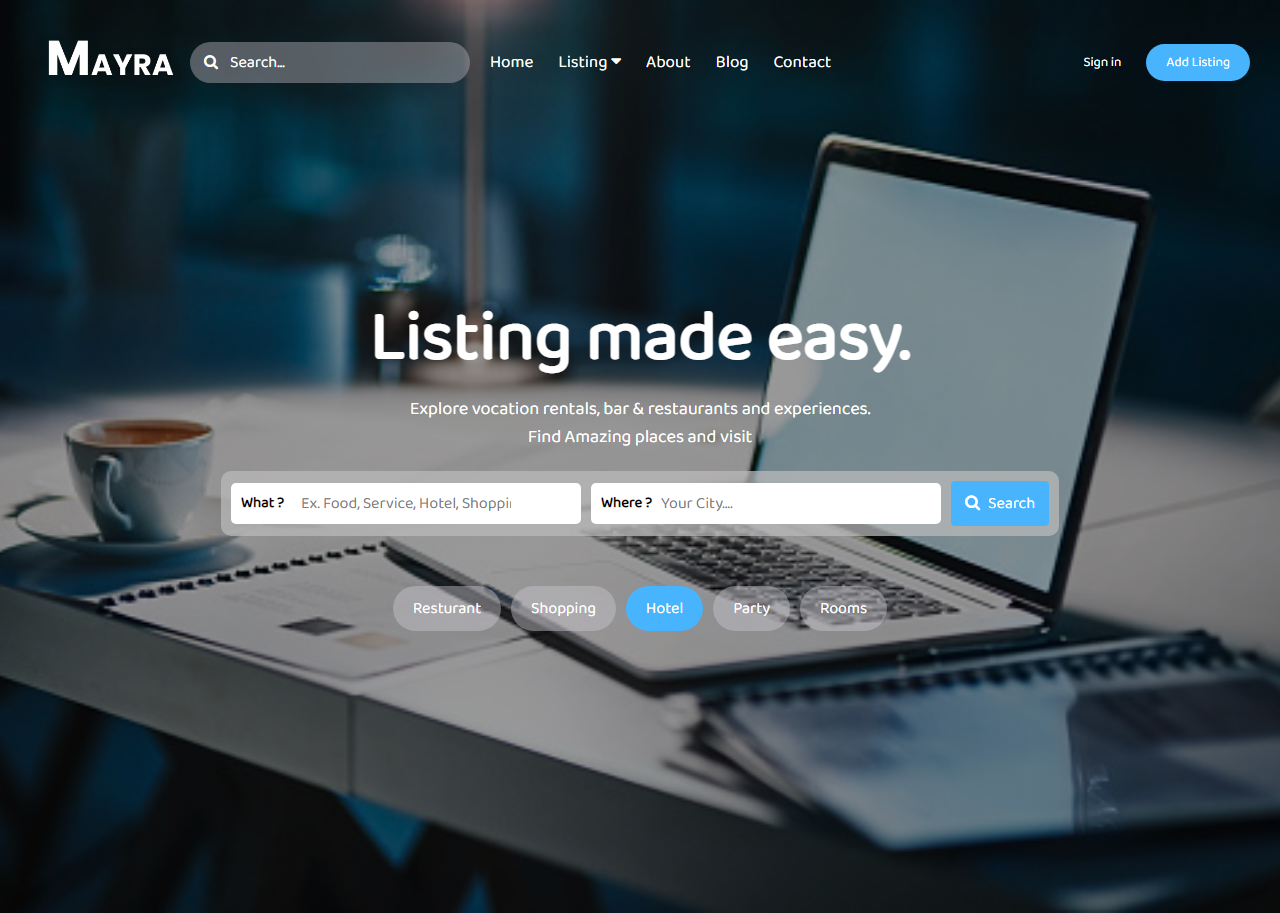 MAYRA
Search...
Home Listing About Blog Contact
Sign in
Add Listing
Listing made easy.
Explore vocation rentals, bar & restaurants and experiences.
Find Amazing places and visit
What ? Ex. Food, Service, Hotel, Shoppi
Where ? Your City....
Search
Resturant Shopping Hotel Party Rooms